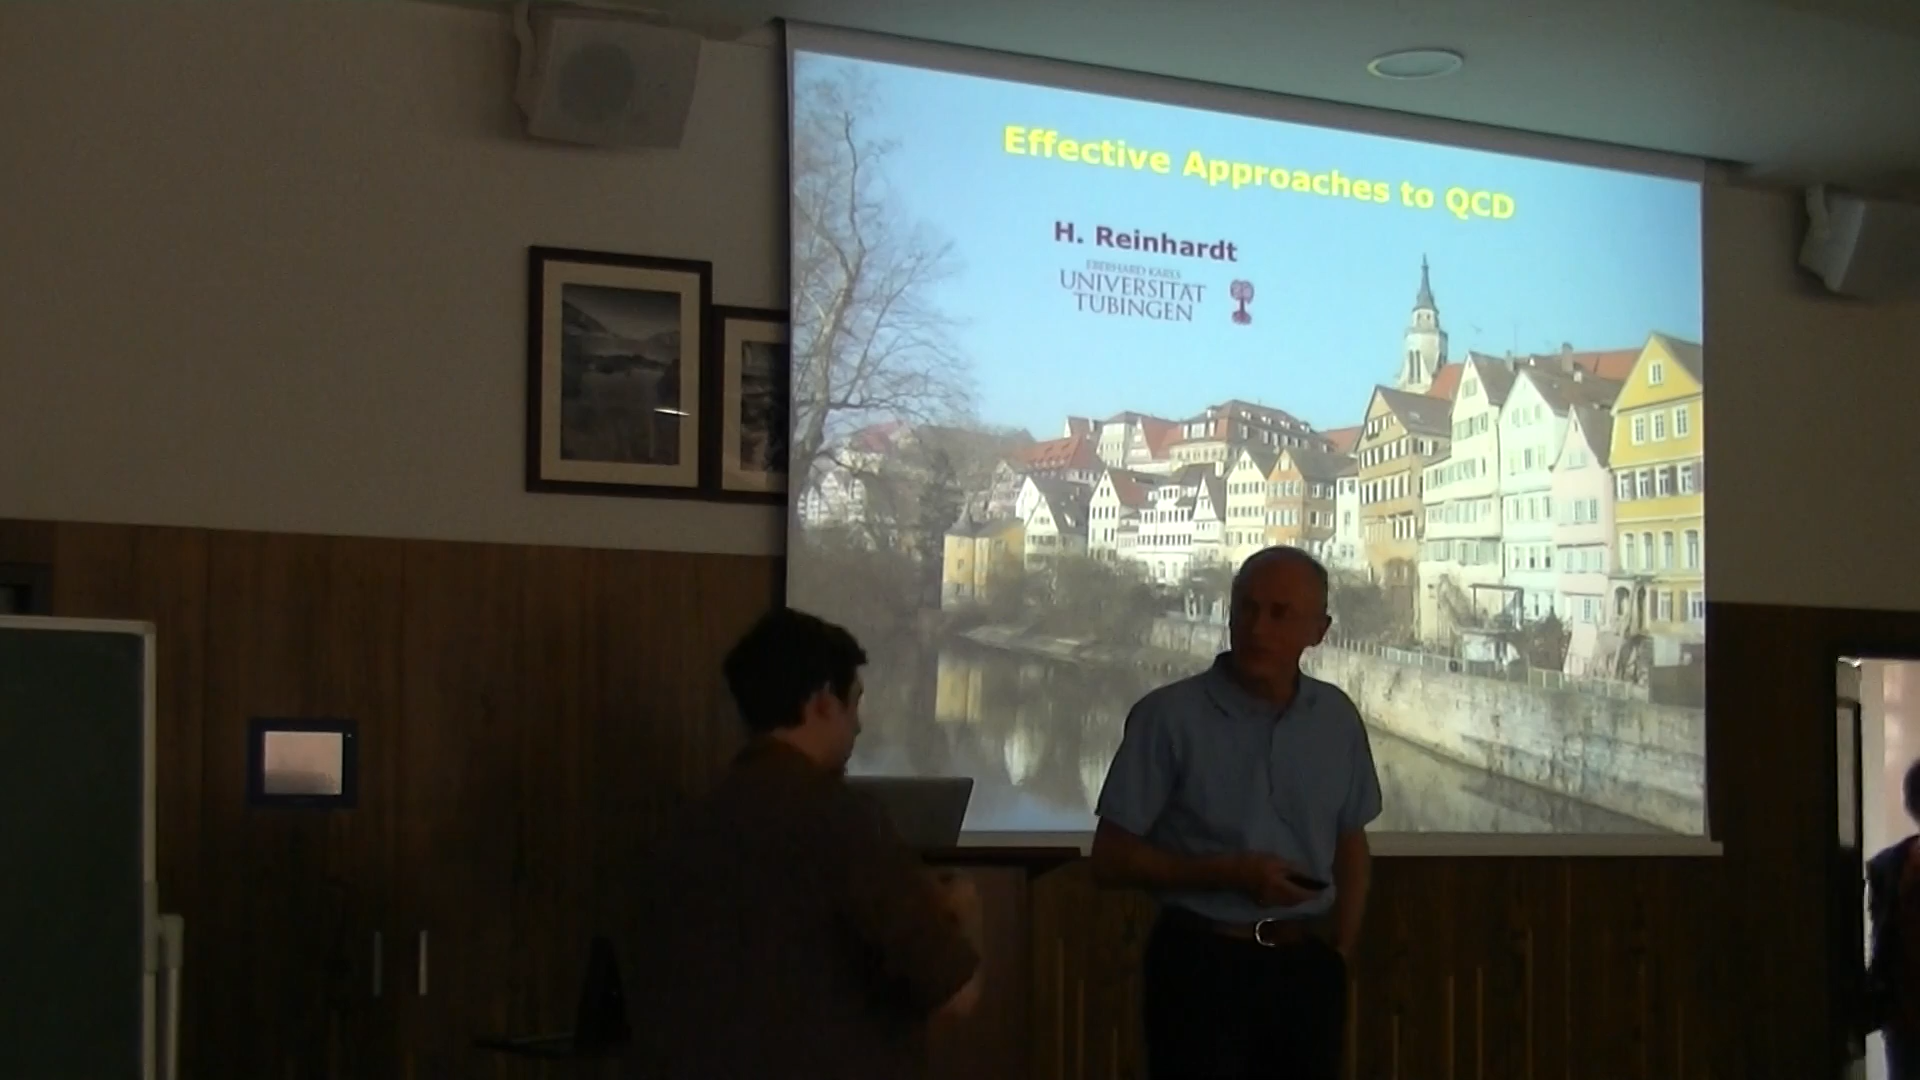 Effective Approaches to QCD
H. Reinhardt
EBERHARD KARLS
UNIVERSITÄT
TÜBINGEN